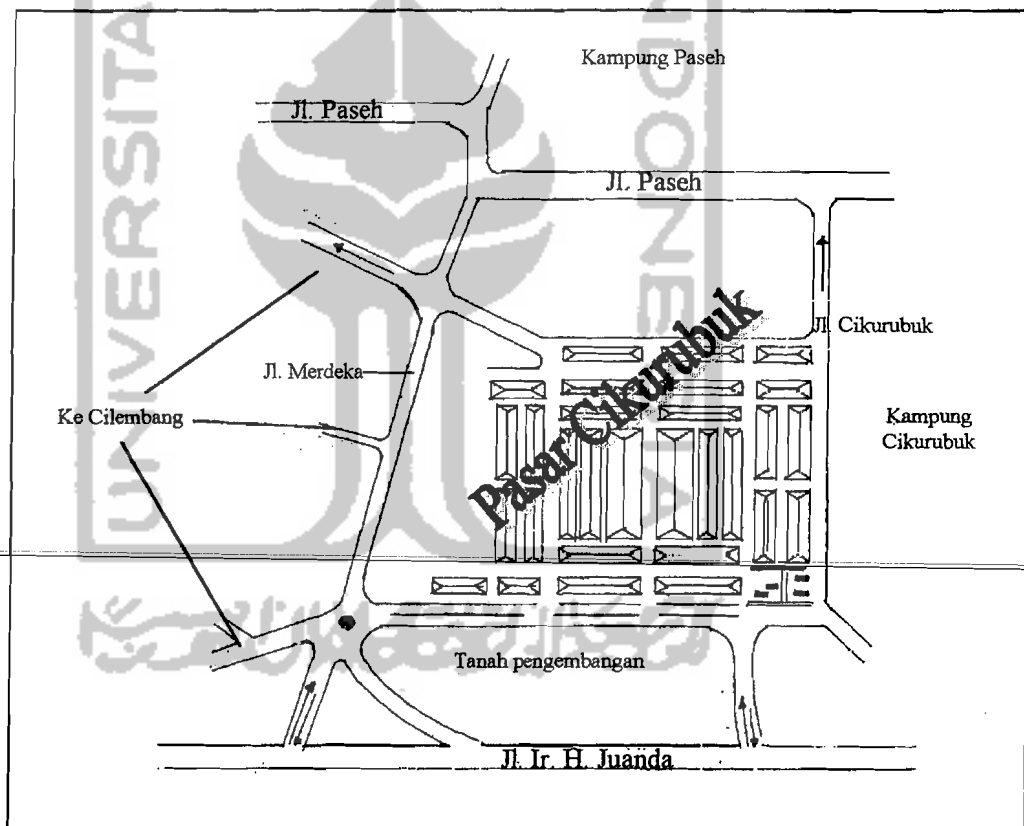 Kampung Paseh
Jl. Paseh
Jl. Paseh
Jl. Cikurubuk
Pasar Cikurubuk
Jl. Merdeka
Ke Cilembang
Kampung
Cikurubuk
Tanah pengembangan
Jl. Ir. H. Juanda